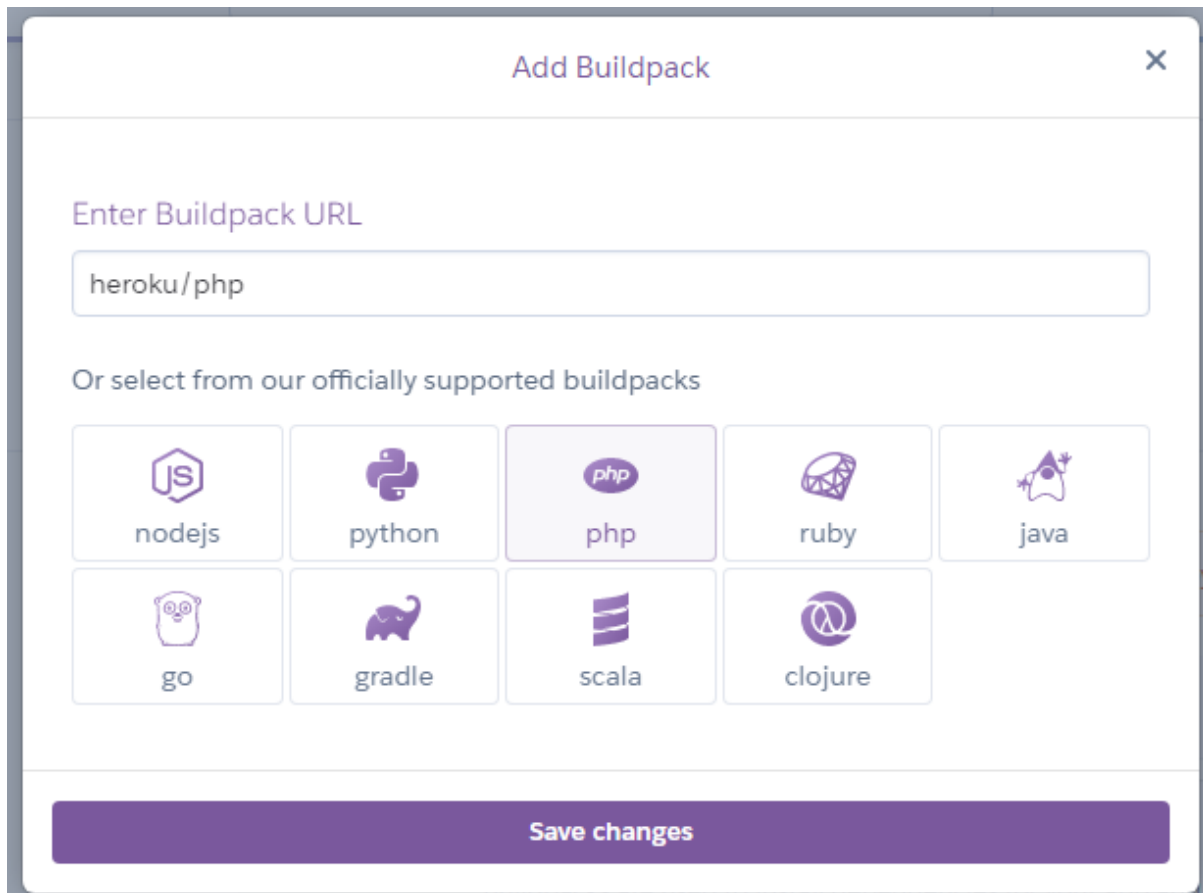 Add Buildpack
Enter Buildpack URL
heroku/php
Or select from our officially supported buildpacks
JS php
nodejs python php ruby java
go gradle scala clojure
Save changes